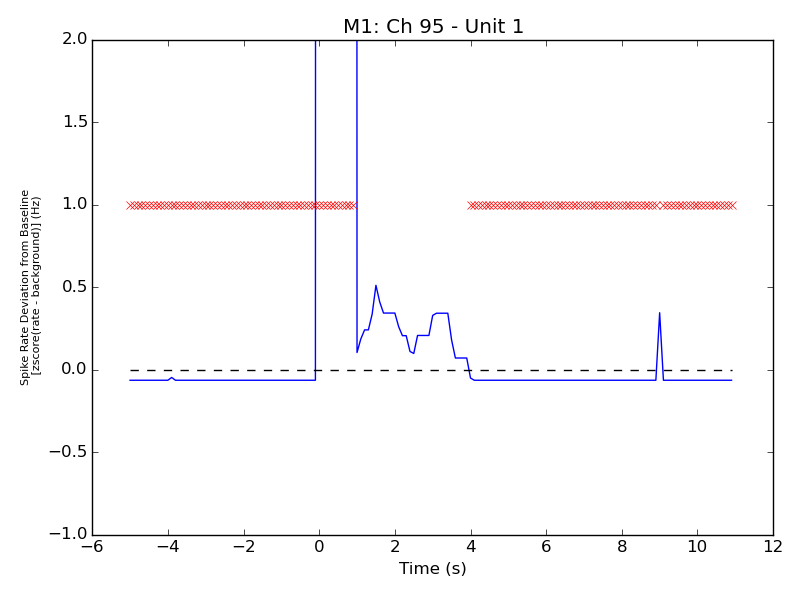 M1: Ch 95 - Unit 1
2.0
1.5
1.0
0.5
0.0
−0.5
−1.0
Spike Rate Deviation from Baseline
[zscore(rate - background)] (Hz)
−6 −4 −2 0 2 4 6 8 10 12
Time (s)